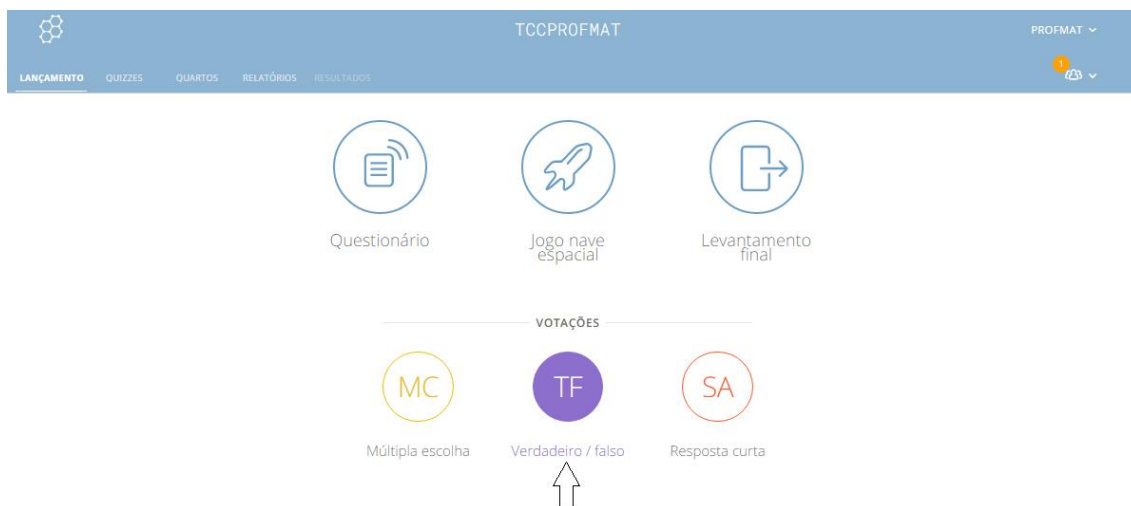 TCCPROFMAT
PROFMAT
LANÇAMENTO QUIZZES QUARTOS RELATÓRIOS RESULTADOS
1
Questionário
Jogo nave
espacial
Levantamento
final
VOTAÇÕES
MC
TF
SA
Múltipla escolha
Verdadeiro / falso
Resposta curta